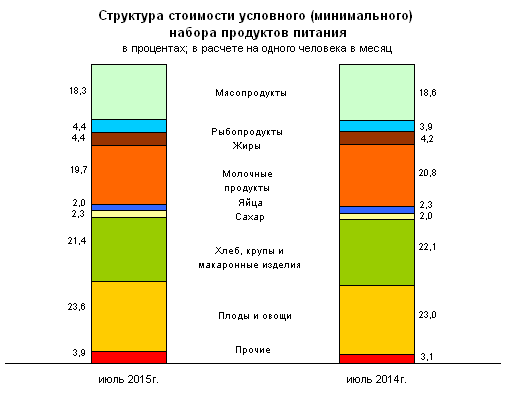 Структура стоимости условного (минимального)
набора продуктов питания
в процентах; в расчете на одного человека в месяц
18,3 Мясопродукты 18,6
4,4 Рыбопродукты 3,9
4,4 Жиры 4,2
19,7 Молочные продукты 20,8
2,0 Яйца 2,3
2,3 Сахар 2,0
21,4 Хлеб, крупы и макаронные изделия 22,1
23,6 Плоды и овощи 23,0
3,9 Прочие 3,1
июль 2015г. июль 2014г.